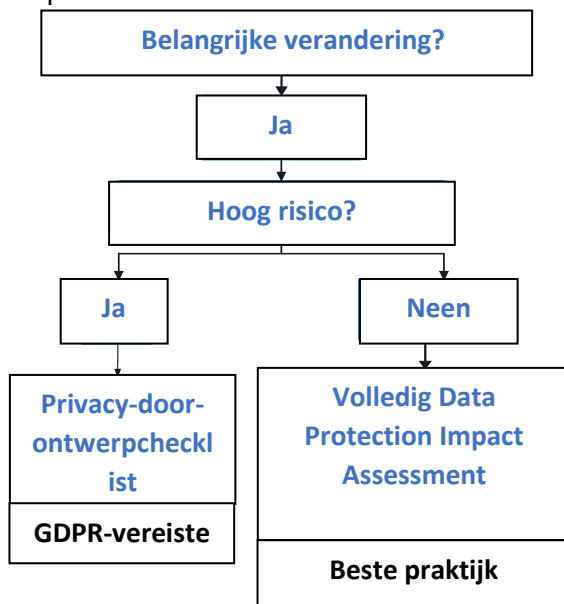 Belangrijke verandering?
Ja
Hoog risico?
Ja
Neen
Privacy-door-
ontwerpcheckl
ist
GDPR-vereiste
Volledig Data
Protection Impact
Assessment
Beste praktijk